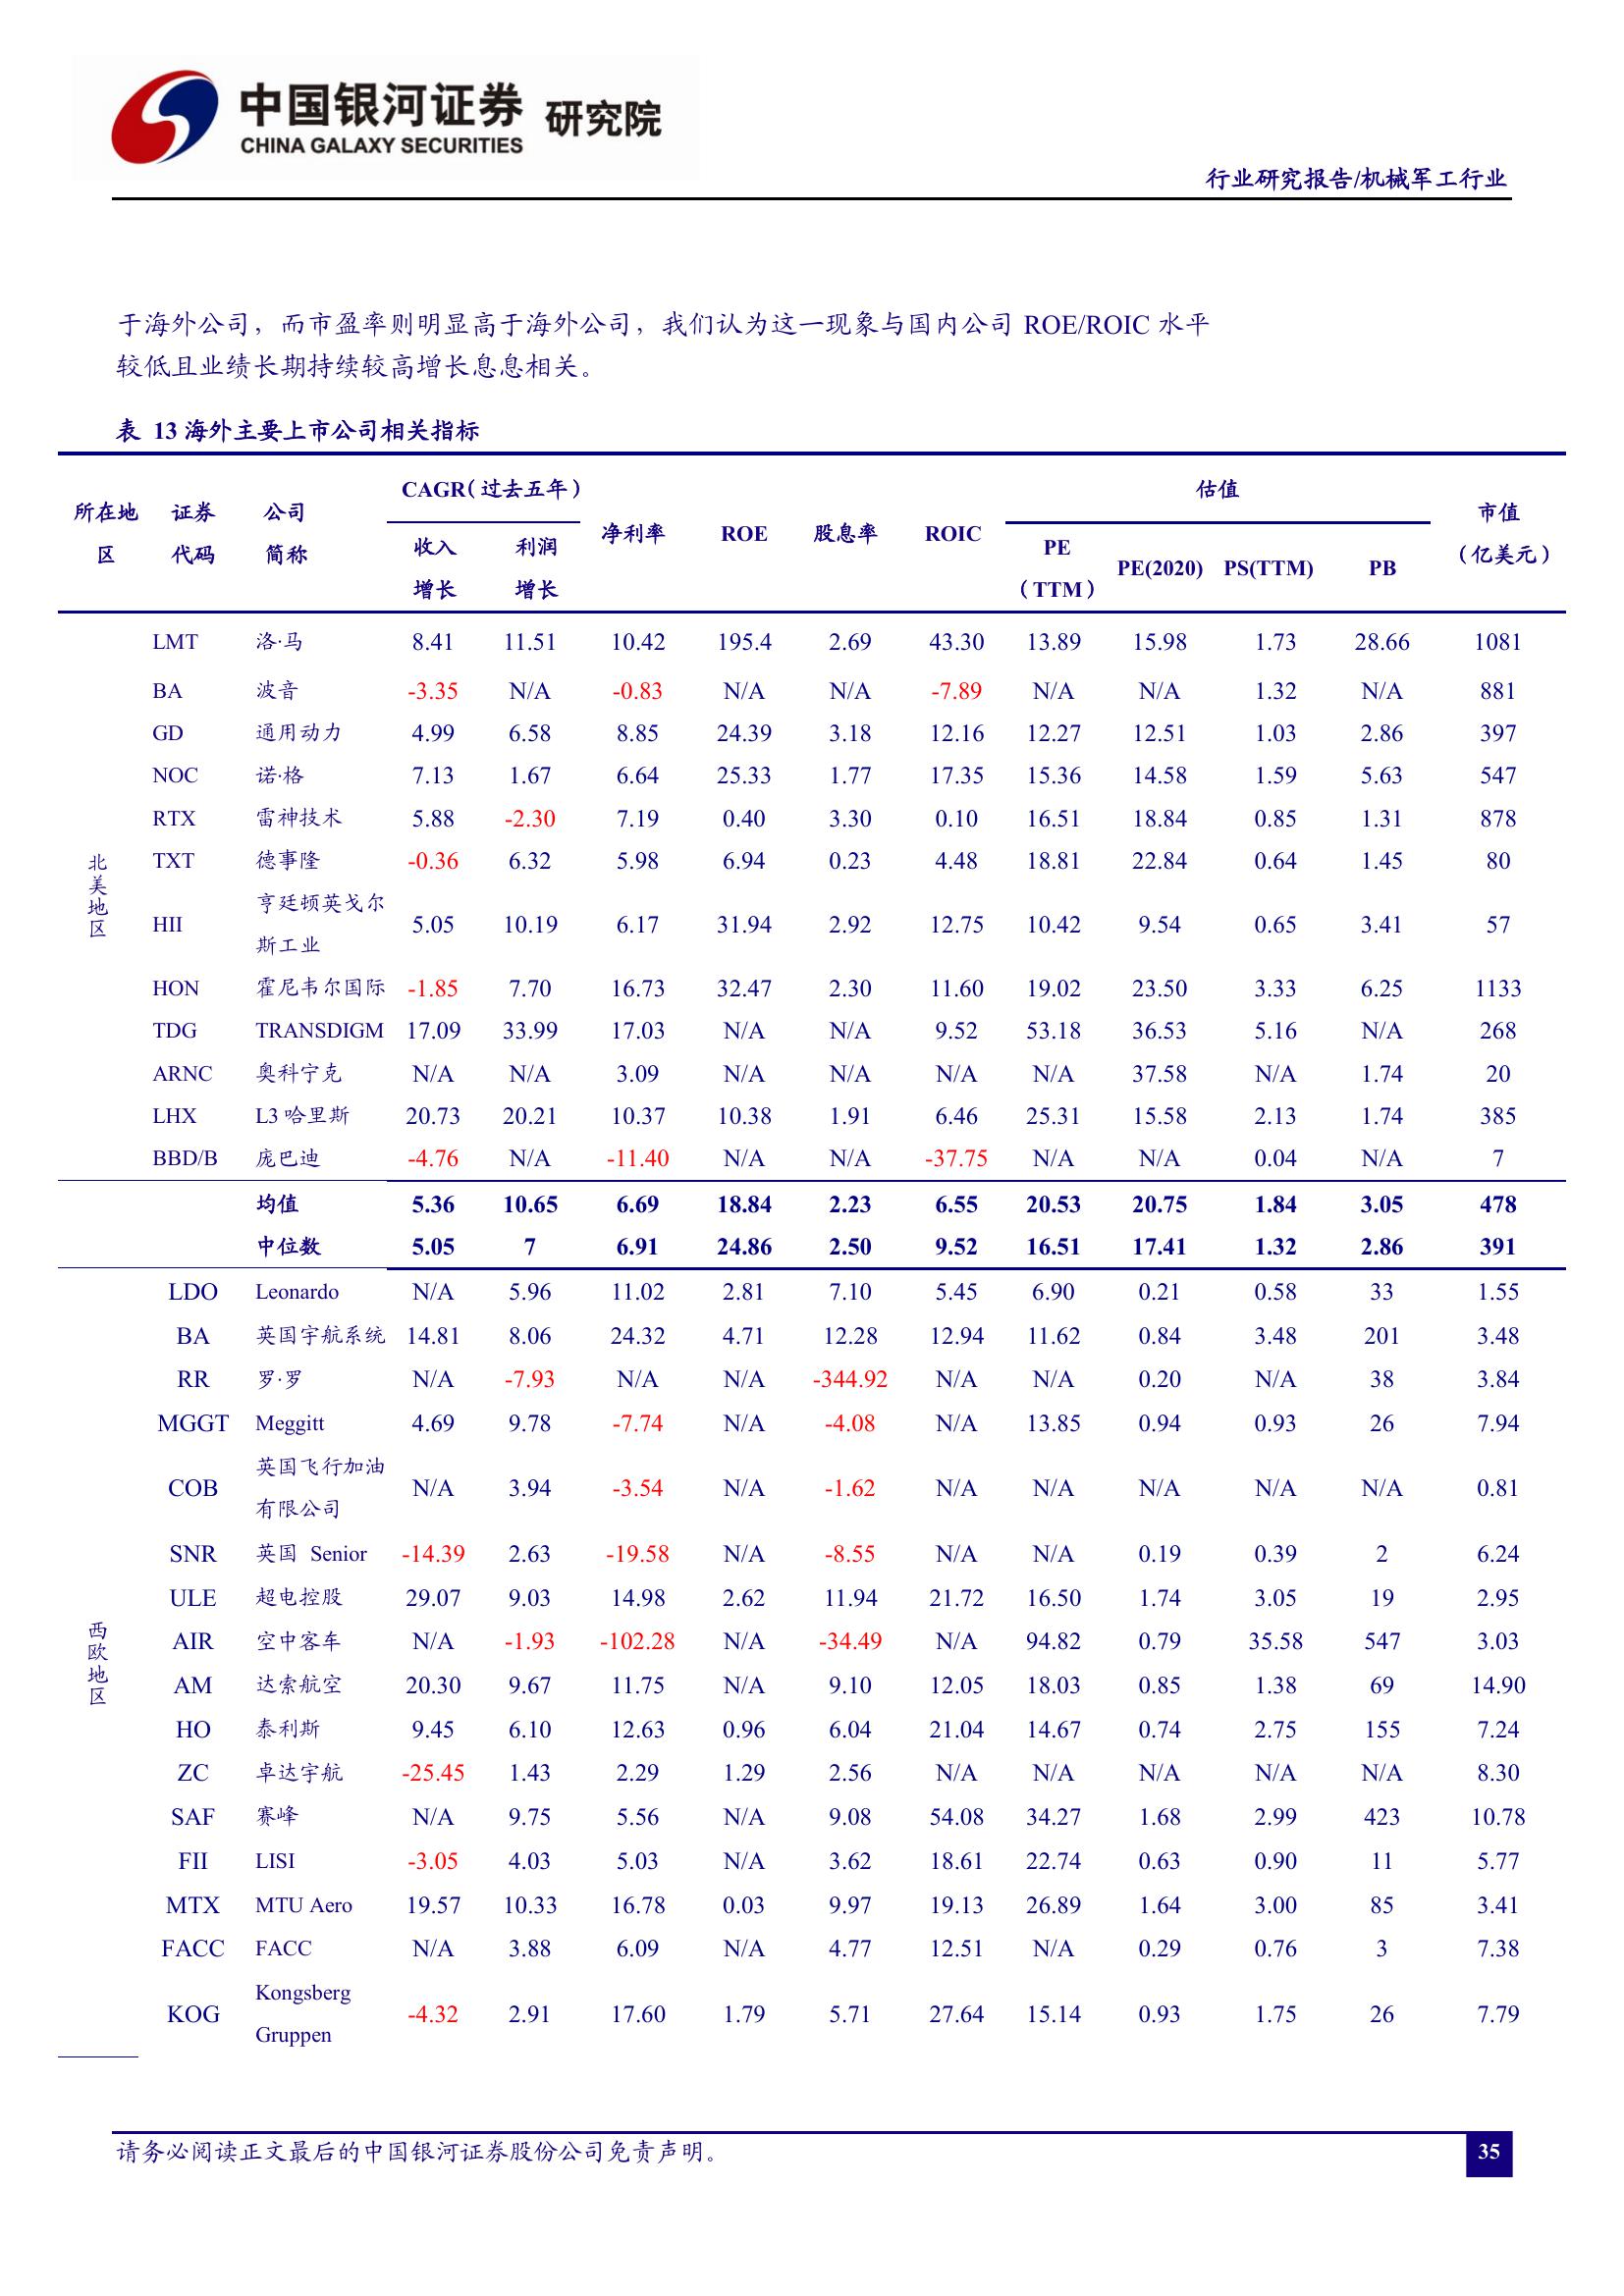 中国银河证券 研究院
CHINA GALAXY SECURITIES
行业研究报告/机械军工行业
于海外公司，而市盈率则明显高于海外公司，我们认为这一现象与国内公司 ROE/ROIC 水平
较低且业绩长期持续较高增长息息相关。
表 13 海外主要上市公司相关指标
所在地区 证券代码 公司简称 CAGR（过去五年） 收入增长 利润增长 净利率 ROE 股息率 ROIC 估值 PE（TTM） PE(2020) PS(TTM) PB 市值（亿美元）
北美地区
LMT 洛·马 8.41 11.51 10.42 195.4 2.69 43.30 13.89 15.98 1.73 28.66 1081
BA 波音 -3.35 N/A -0.83 N/A N/A -7.89 N/A N/A 1.32 N/A 881
GD 通用动力 4.99 6.58 8.85 24.39 3.18 12.16 12.27 12.51 1.03 2.86 397
NOC 诺·格 7.13 1.67 6.64 25.33 1.77 17.35 15.36 14.58 1.59 5.63 547
RTX 雷神技术 5.88 -2.30 7.19 0.40 3.30 0.10 16.51 18.84 0.85 1.31 878
TXT 德事隆 -0.36 6.32 5.98 6.94 0.23 4.48 18.81 22.84 0.64 1.45 80
HII 亨廷顿英戈尔斯工业 5.05 10.19 6.17 31.94 2.92 12.75 10.42 9.54 0.65 3.41 57
HON 霍尼韦尔国际 -1.85 7.70 16.73 32.47 2.30 11.60 19.02 23.50 3.33 6.25 1133
TDG TRANSDIGM 17.09 33.99 17.03 N/A N/A 9.52 53.18 36.53 5.16 N/A 268
ARNC 奥科宁克 N/A N/A 3.09 N/A N/A N/A N/A 37.58 N/A 1.74 20
LHX L3 哈里斯 20.73 20.21 10.37 10.38 1.91 6.46 25.31 15.58 2.13 1.74 385
BBD/B 庞巴迪 -4.76 N/A -11.40 N/A N/A -37.75 N/A N/A 0.04 N/A 7
均值 5.36 10.65 6.69 18.84 2.23 6.55 20.53 20.75 1.84 3.05 478
中位数 5.05 7 6.91 24.86 2.50 9.52 16.51 17.41 1.32 2.86 391
西欧地区
LDO Leonardo N/A 5.96 11.02 2.81 7.10 5.45 6.90 0.21 0.58 33 1.55
BA 英国宇航系统 14.81 8.06 24.32 4.71 12.28 12.94 11.62 0.84 3.48 201 3.48
RR 罗·罗 N/A -7.93 N/A N/A -344.92 N/A N/A 0.20 N/A 38 3.84
MGGT Meggitt 4.69 9.78 -7.74 N/A -4.08 N/A 13.85 0.94 0.93 26 7.94
COB 英国飞行加油有限公司 N/A 3.94 -3.54 N/A -1.62 N/A N/A N/A N/A N/A 0.81
SNR 英国 Senior -14.39 2.63 -19.58 N/A -8.55 N/A N/A 0.19 0.39 2 6.24
ULE 超电控股 29.07 9.03 14.98 2.62 11.94 21.72 16.50 1.74 3.05 19 2.95
AIR 空中客车 N/A -1.93 -102.28 N/A -34.49 N/A 94.82 0.79 35.58 547 3.03
AM 达索航空 20.30 9.67 11.75 N/A 9.10 12.05 18.03 0.85 1.38 69 14.90
HO 泰利斯 9.45 6.10 12.63 0.96 6.04 21.04 14.67 0.74 2.75 155 7.24
ZC 卓达宇航 -25.45 1.43 2.29 1.29 2.56 N/A N/A N/A N/A N/A 8.30
SAF 赛峰 N/A 9.75 5.56 N/A 9.08 54.08 34.27 1.68 2.99 423 10.78
FII LISI -3.05 4.03 5.03 N/A 3.62 18.61 22.74 0.63 0.90 11 5.77
MTX MTU Aero 19.57 10.33 16.78 0.03 9.97 19.13 26.89 1.64 3.00 85 3.41
FACC FACC N/A 3.88 6.09 N/A 4.77 12.51 N/A 0.29 0.76 3 7.38
KOG Kongsberg Gruppen -4.32 2.91 17.60 1.79 5.71 27.64 15.14 0.93 1.75 26 7.79
请务必阅读正文最后的中国银河证券股份公司免责声明。
35